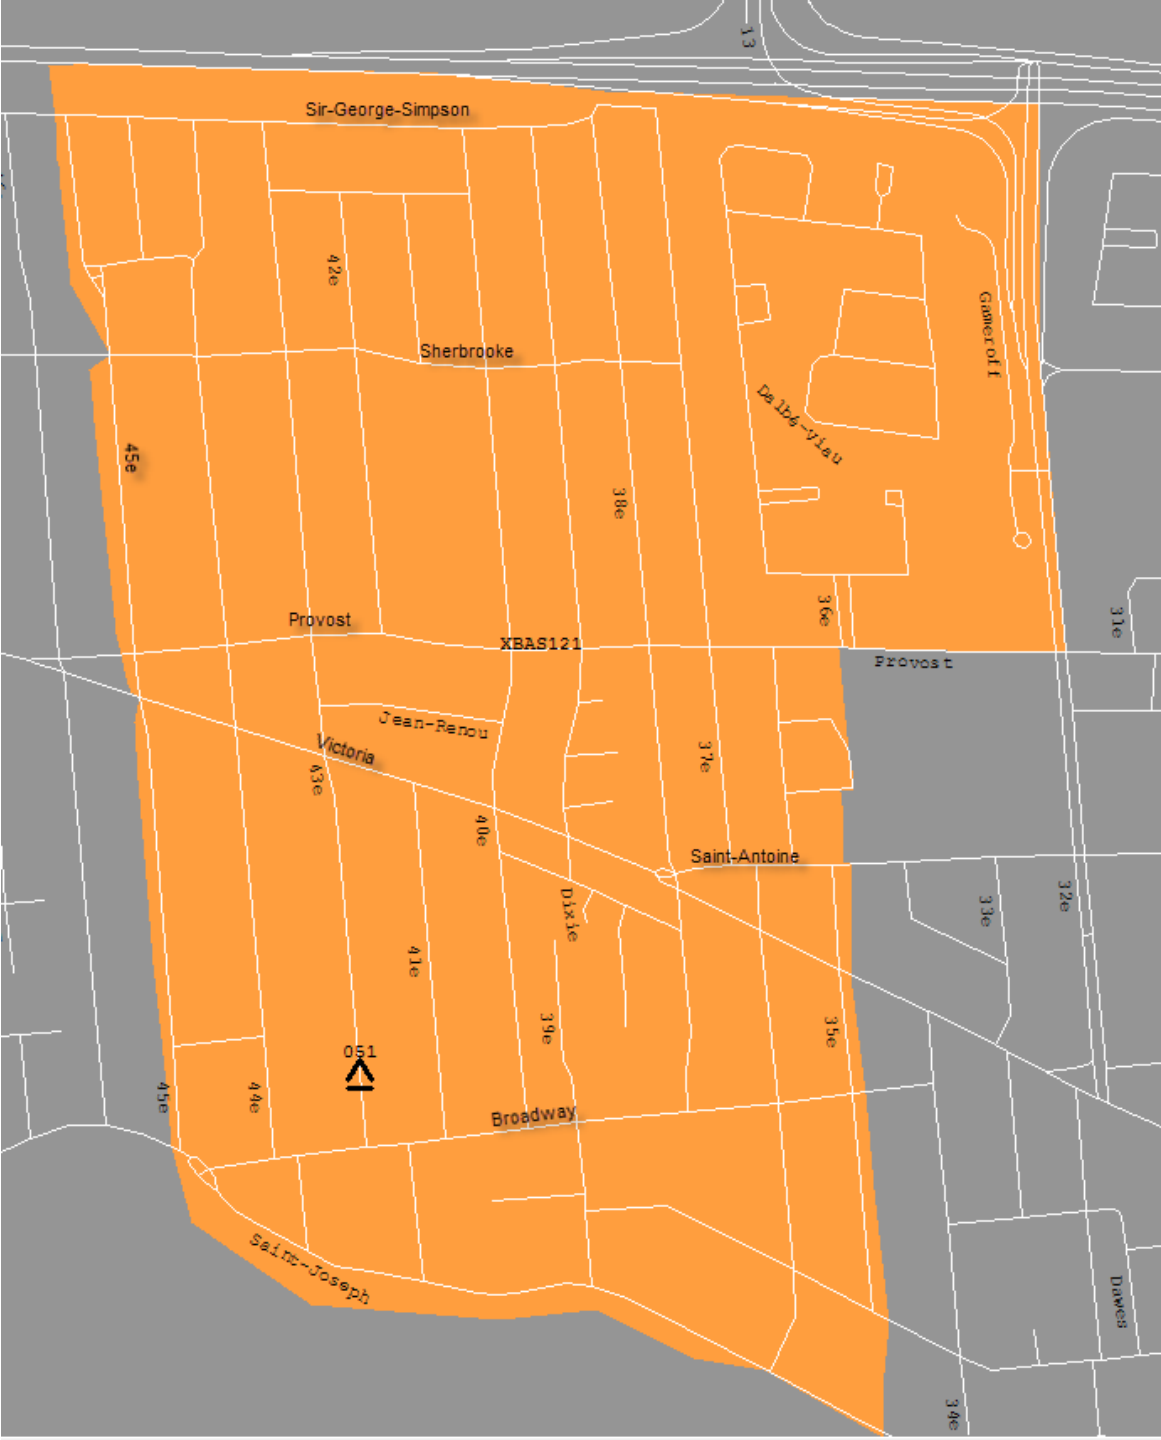 13
Sir-George-Simpson
42e
Gameroff
Sherbrooke
Dalbé-Viau
45e
38e
36e
31e
Provost
XBAS121
Provost
Jean-Renou
Victoria
37e
43e
40e
Saint-Antoine
Dixie
33e
32e
41e
39e
35e
051
45e
44e
Broadway
Saint-Joseph
Dawes
34e